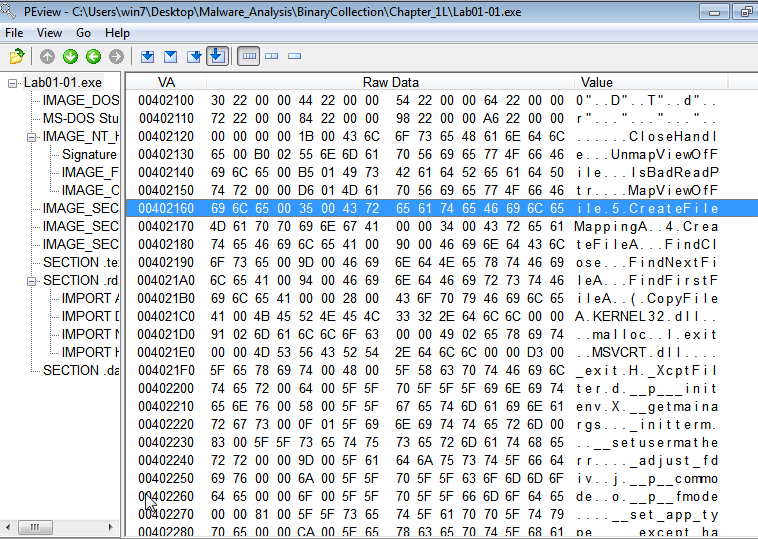 PEview - C:\Users\win7\Desktop\Malware_Analysis\BinaryCollection\Chapter_1L\Lab01-01.exe
File View Go Help
VA Raw Data Value
Lab01-01.exe
IMAGE_DOS
MS-DOS Stu
IMAGE_NT_H
Signature
IMAGE_F
IMAGE_O
IMAGE_SEC
IMAGE_SEC
IMAGE_SEC
SECTION .te
SECTION .rd
IMPORT A
IMPORT D
IMPORT N
IMPORT H
SECTION .da
00402100 30 22 00 00 44 22 00 00 54 22 00 00 64 22 00 00 0"..D"..T"..d"..
00402110 72 22 00 00 84 22 00 00 98 22 00 00 A6 22 00 00 r"..."..."..."..
00402120 00 00 00 00 1B 00 43 6C 6F 73 65 48 61 6E 64 6C ......CloseHandl
00402130 65 00 B0 02 55 6E 6D 61 70 56 69 65 77 4F 66 46 e...UnmapViewOfF
00402140 69 6C 65 00 B5 01 49 73 42 61 64 52 65 61 64 50 ile...IsBadReadP
00402150 74 72 00 00 D6 01 4D 61 70 56 69 65 77 4F 66 46 tr....MapViewOfF
00402160 69 6C 65 00 35 00 43 72 65 61 74 65 46 69 6C 65 ile.5.CreateFile
00402170 4D 61 70 70 69 6E 67 41 00 00 34 00 43 72 65 61 MappingA..4.Crea
00402180 74 65 46 69 6C 65 41 00 90 00 46 69 6E 64 43 6C teFileA...FindCl
00402190 6F 73 65 00 9D 00 46 69 6E 64 4E 65 78 74 46 69 ose...FindNextFi
004021A0 6C 65 41 00 94 00 46 69 6E 64 46 69 72 73 74 46 leA...FindFirstF
004021B0 69 6C 65 41 00 00 28 00 43 6F 70 79 46 69 6C 65 ileA..(.CopyFile
004021C0 41 00 4B 45 52 4E 45 4C 33 32 2E 64 6C 6C 00 00 A.KERNEL32.dll..
004021D0 91 02 6D 61 6C 6C 6F 63 00 00 49 02 65 78 69 74 ..malloc..I.exit
004021E0 00 00 4D 53 56 43 52 54 2E 64 6C 6C 00 00 D3 00 ..MSVCRT.dll....
004021F0 5F 65 78 69 74 00 48 00 5F 58 63 70 74 46 69 6C _exit.H._XcptFil
00402200 74 65 72 00 64 00 5F 5F 70 5F 5F 5F 69 6E 69 74 ter.d.__p___init
00402210 65 6E 76 00 58 00 5F 5F 67 65 74 6D 61 69 6E 61 env.X.__getmaina
00402220 72 67 73 00 0F 01 5F 69 6E 69 74 74 65 72 6D 00 rgs..._initterm.
00402230 83 00 5F 5F 73 65 74 75 73 65 72 6D 61 74 68 65 ..__setusermathe
00402240 72 72 00 00 9D 00 5F 61 64 6A 75 73 74 5F 66 64 rr...._adjust_fd
00402250 69 76 00 00 6A 00 5F 5F 70 5F 5F 63 6F 6D 6D 6F iv..j.__p__commo
00402260 64 65 00 00 6F 00 5F 5F 70 5F 5F 66 6D 6F 64 65 de..o.__p__fmode
00402270 00 00 81 00 5F 5F 73 65 74 5F 61 70 70 5F 74 79 ....__set_app_ty
00402280 70 65 00 00 CA 00 5F 65 78 63 65 70 74 5F 68 61 pe...._except_ha